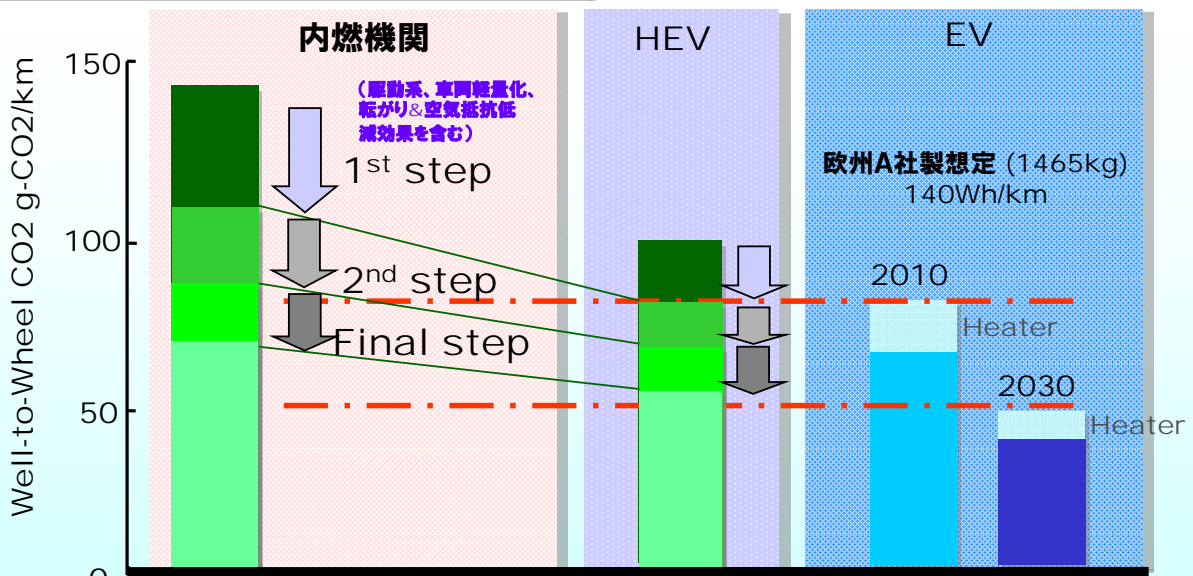 内燃機関
HEV
EV
Well-to-Wheel CO2 g-CO2/km
150
100
50
0
（駆動系、車両軽量化、
転がり&空気抵抗低
減効果を含む）
1st step
2nd step
Final step
欧州A社製想定 (1465kg)
140Wh/km
2010
Heater
2030
Heater